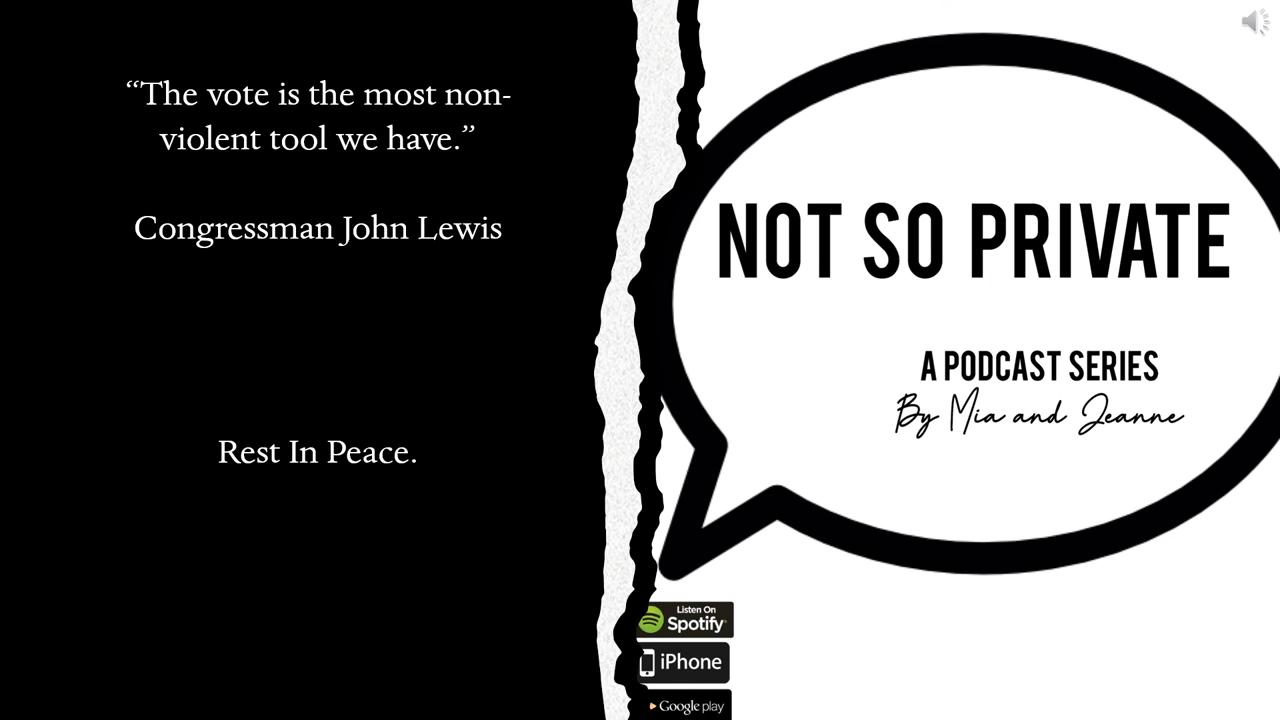 “The vote is the most non-
violent tool we have.”
Congressman John Lewis
Rest In Peace.
NOT SO PRIVATE
A PODCAST SERIES
By Mia and Jeanne
Listen On
Spotify
iPhone
Google play